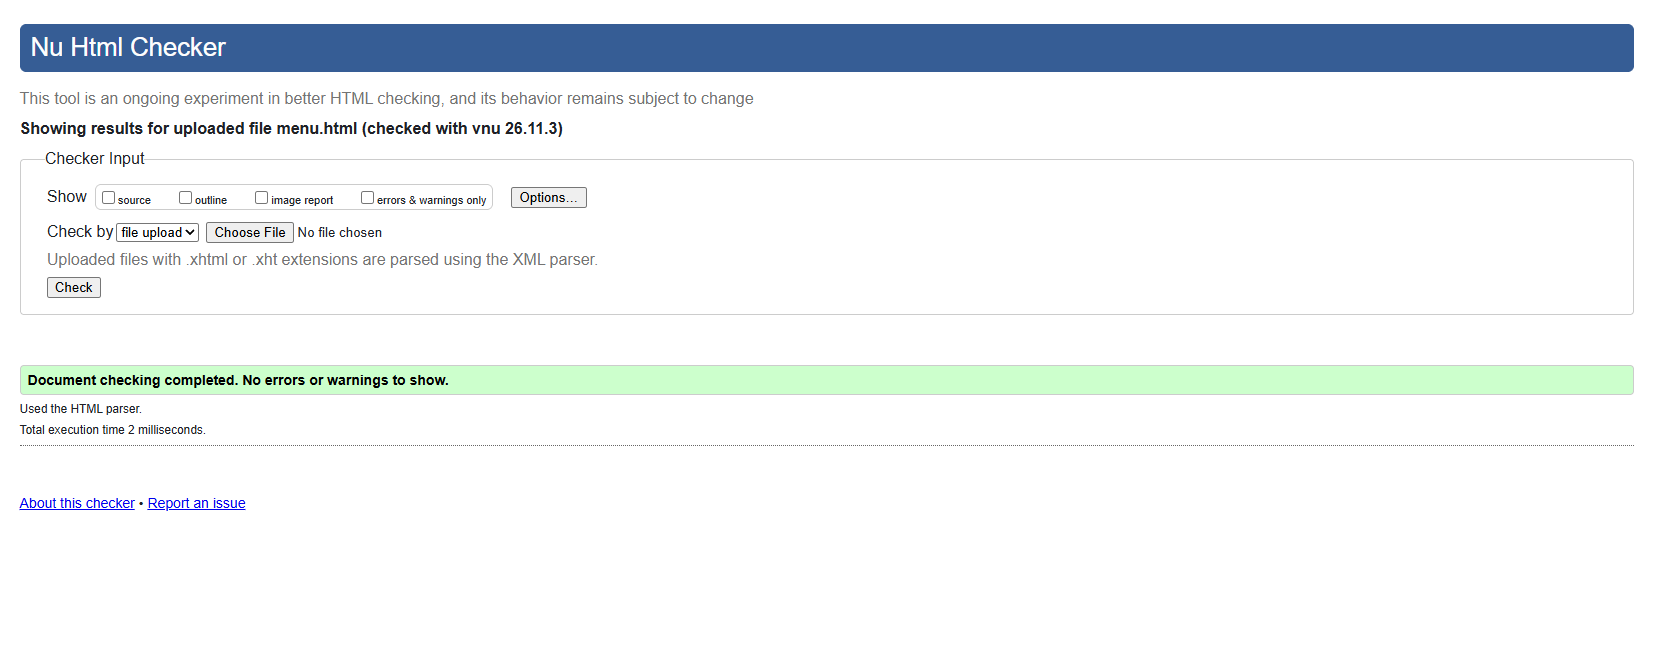 Nu Html Checker
This tool is an ongoing experiment in better HTML checking, and its behavior remains subject to change
Showing results for uploaded file menu.html (checked with vnu 26.11.3)
Checker Input
Show source outline image report errors & warnings only Options...
Check by file upload Choose File No file chosen
Uploaded files with .xhtml or .xht extensions are parsed using the XML parser.
Check
Document checking completed. No errors or warnings to show.
Used the HTML parser.
Total execution time 2 milliseconds.
About this checker • Report an issue